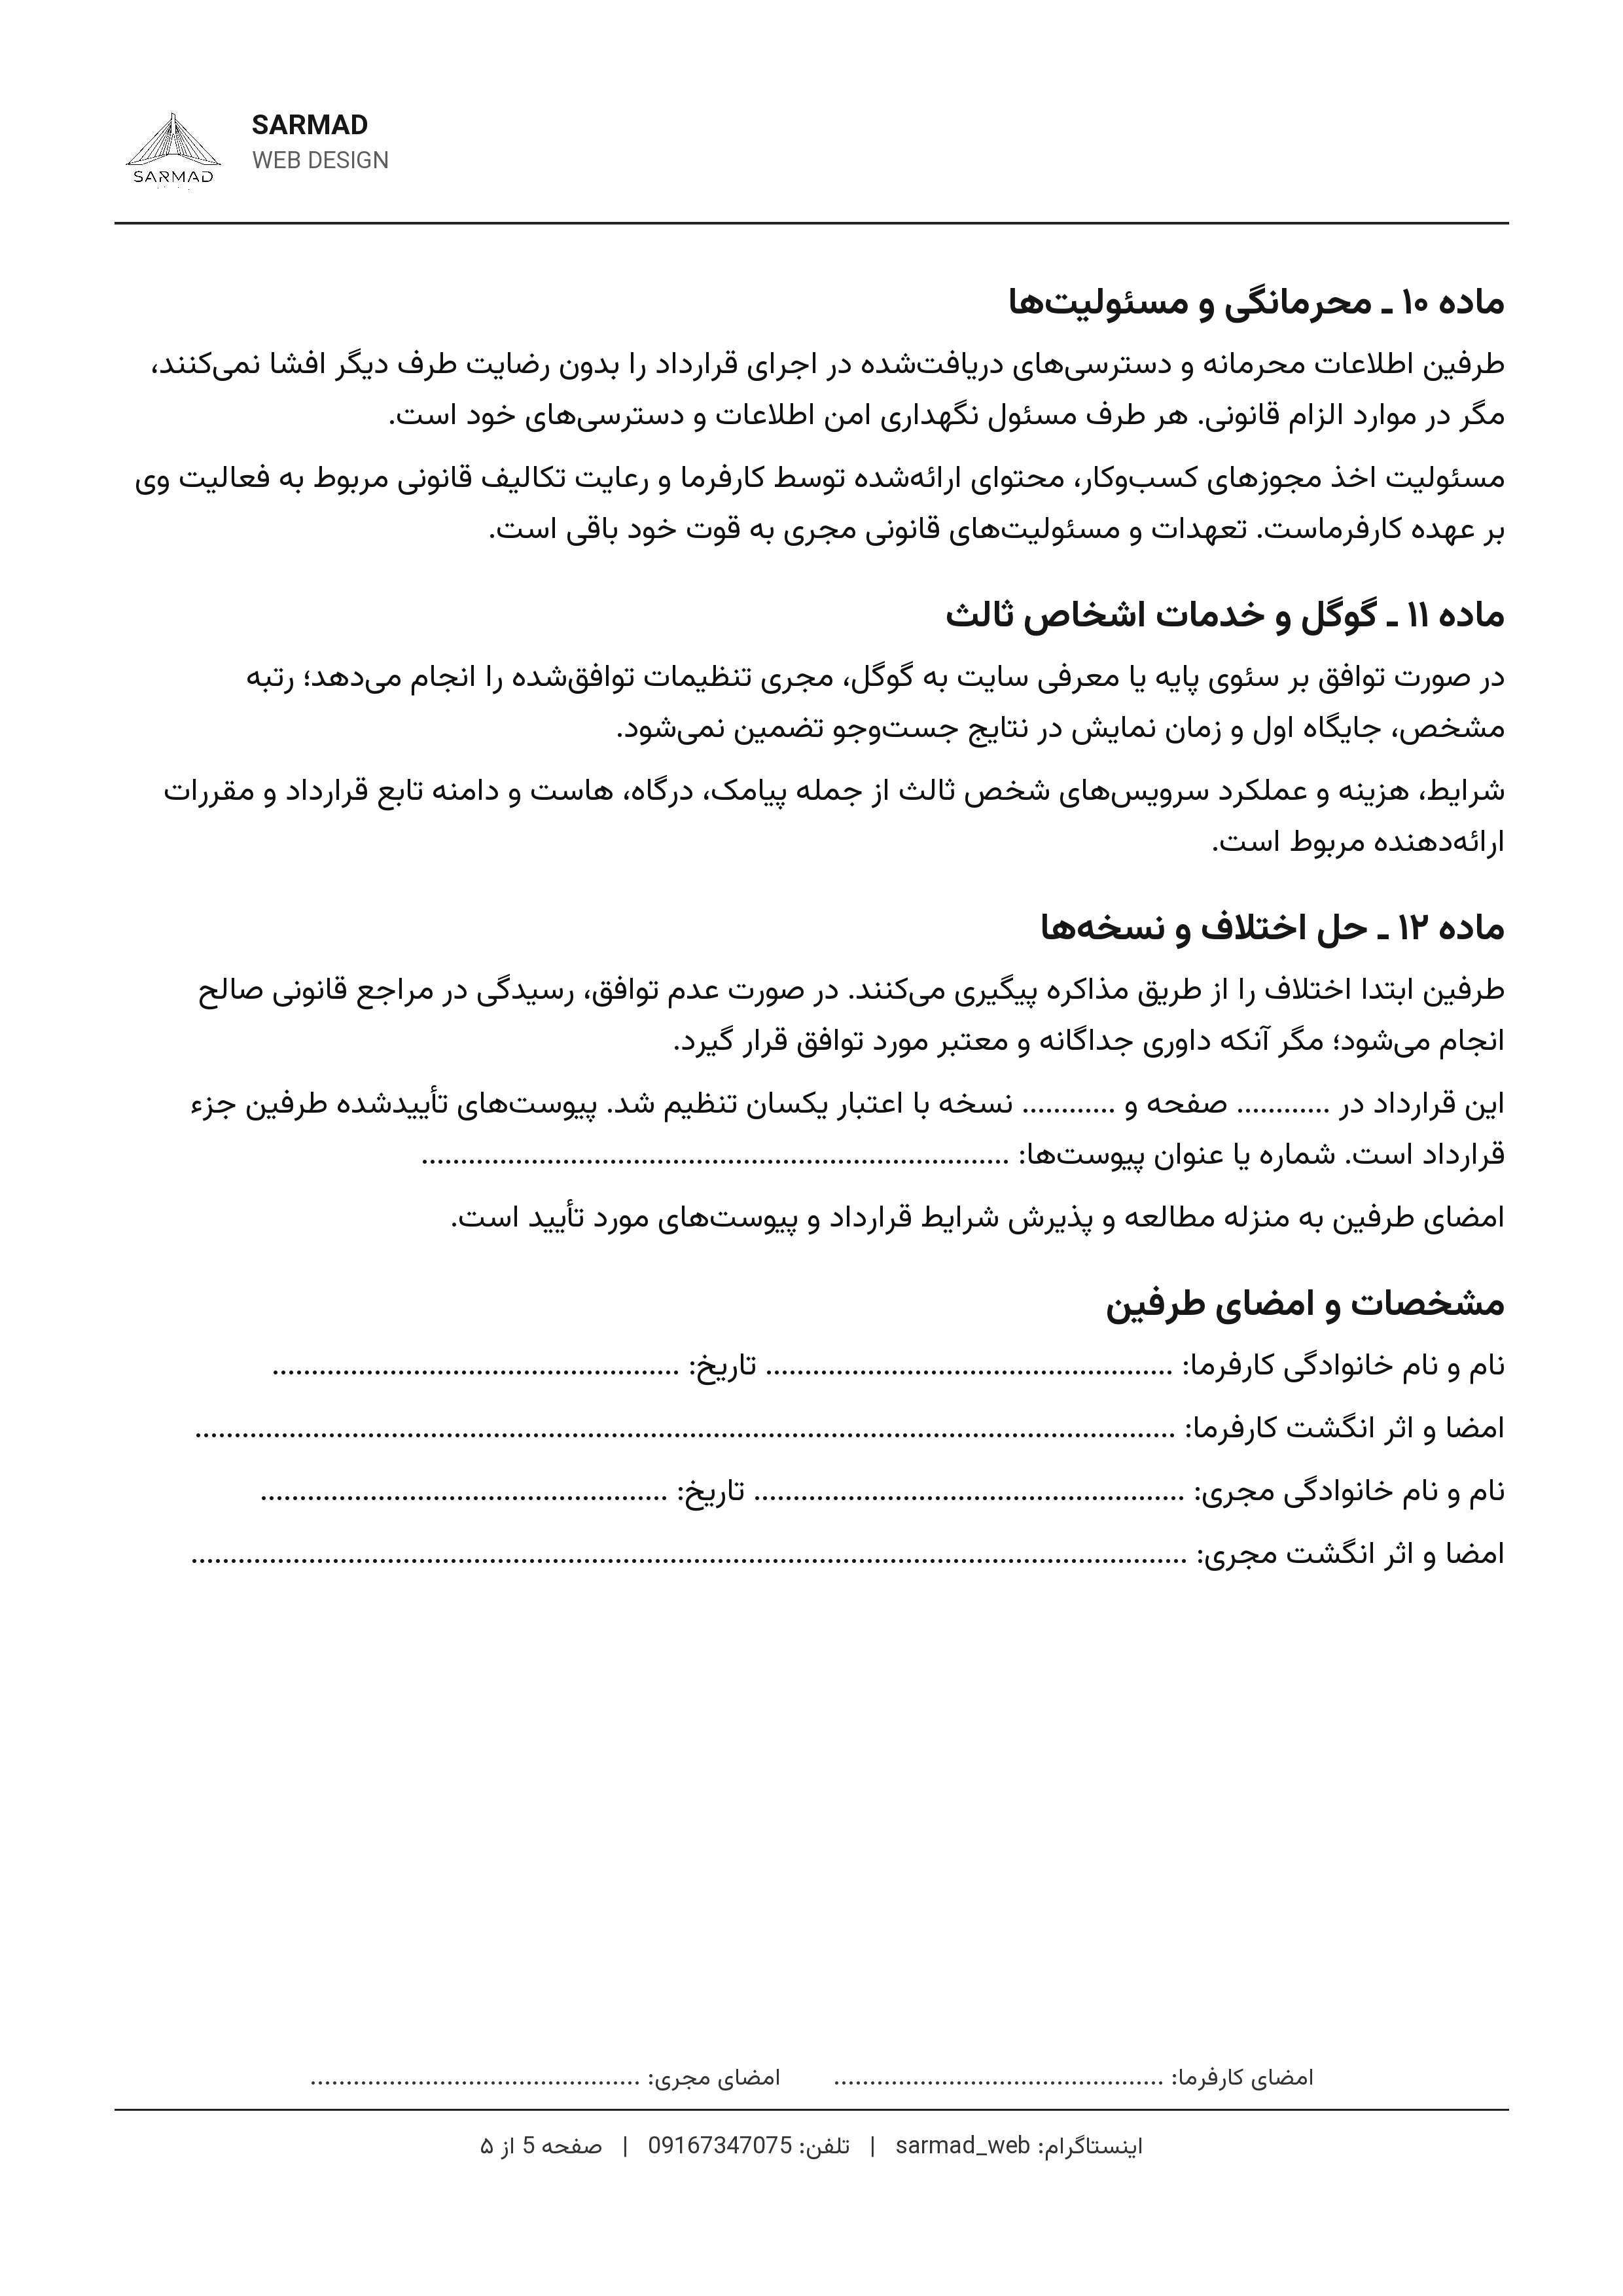 SARMAD
SARMAD
WEB DESIGN
ماده ۱۰ ـ محرمانگی و مسئولیت‌ها
طرفین اطلاعات محرمانه و دسترسی‌های دریافت‌شده در اجرای قرارداد را بدون رضایت طرف دیگر افشا نمی‌کنند،
مگر در موارد الزام قانونی. هر طرف مسئول نگهداری امن اطلاعات و دسترسی‌های خود است.
مسئولیت اخذ مجوزهای کسب‌وکار، محتوای ارائه‌شده توسط کارفرما و رعایت تکالیف قانونی مربوط به فعالیت وی
بر عهده کارفرماست. تعهدات و مسئولیت‌های قانونی مجری به قوت خود باقی است.
ماده ۱۱ ـ گوگل و خدمات اشخاص ثالث
در صورت توافق بر سئوی پایه یا معرفی سایت به گوگل، مجری تنظیمات توافق‌شده را انجام می‌دهد؛ رتبه
مشخص، جایگاه اول و زمان نمایش در نتایج جست‌وجو تضمین نمی‌شود.
شرایط، هزینه و عملکرد سرویس‌های شخص ثالث از جمله پیامک، درگاه، هاست و دامنه تابع قرارداد و مقررات
ارائه‌دهنده مربوط است.
ماده ۱۲ ـ حل اختلاف و نسخه‌ها
طرفین ابتدا اختلاف را از طریق مذاکره پیگیری می‌کنند. در صورت عدم توافق، رسیدگی در مراجع قانونی صالح
انجام می‌شود؛ مگر آنکه داوری جداگانه و معتبر مورد توافق قرار گیرد.
این قرارداد در ............ صفحه و ............ نسخه با اعتبار یکسان تنظیم شد. پیوست‌های تأییدشده طرفین جزء
قرارداد است. شماره یا عنوان پیوست‌ها: ...........................................................................
امضای طرفین به منزله مطالعه و پذیرش شرایط قرارداد و پیوست‌های مورد تأیید است.
مشخصات و امضای طرفین
نام و نام خانوادگی کارفرما: .................................................... تاریخ: ....................................................
امضا و اثر انگشت کارفرما: .............................................................................................................................
نام و نام خانوادگی مجری: ....................................................... تاریخ: ....................................................
امضا و اثر انگشت مجری: ...............................................................................................................................
امضای کارفرما: .............................................. امضای مجری: ..............................................
اینستاگرام: sarmad_web | تلفن: 09167347075 | صفحه 5 از ۵